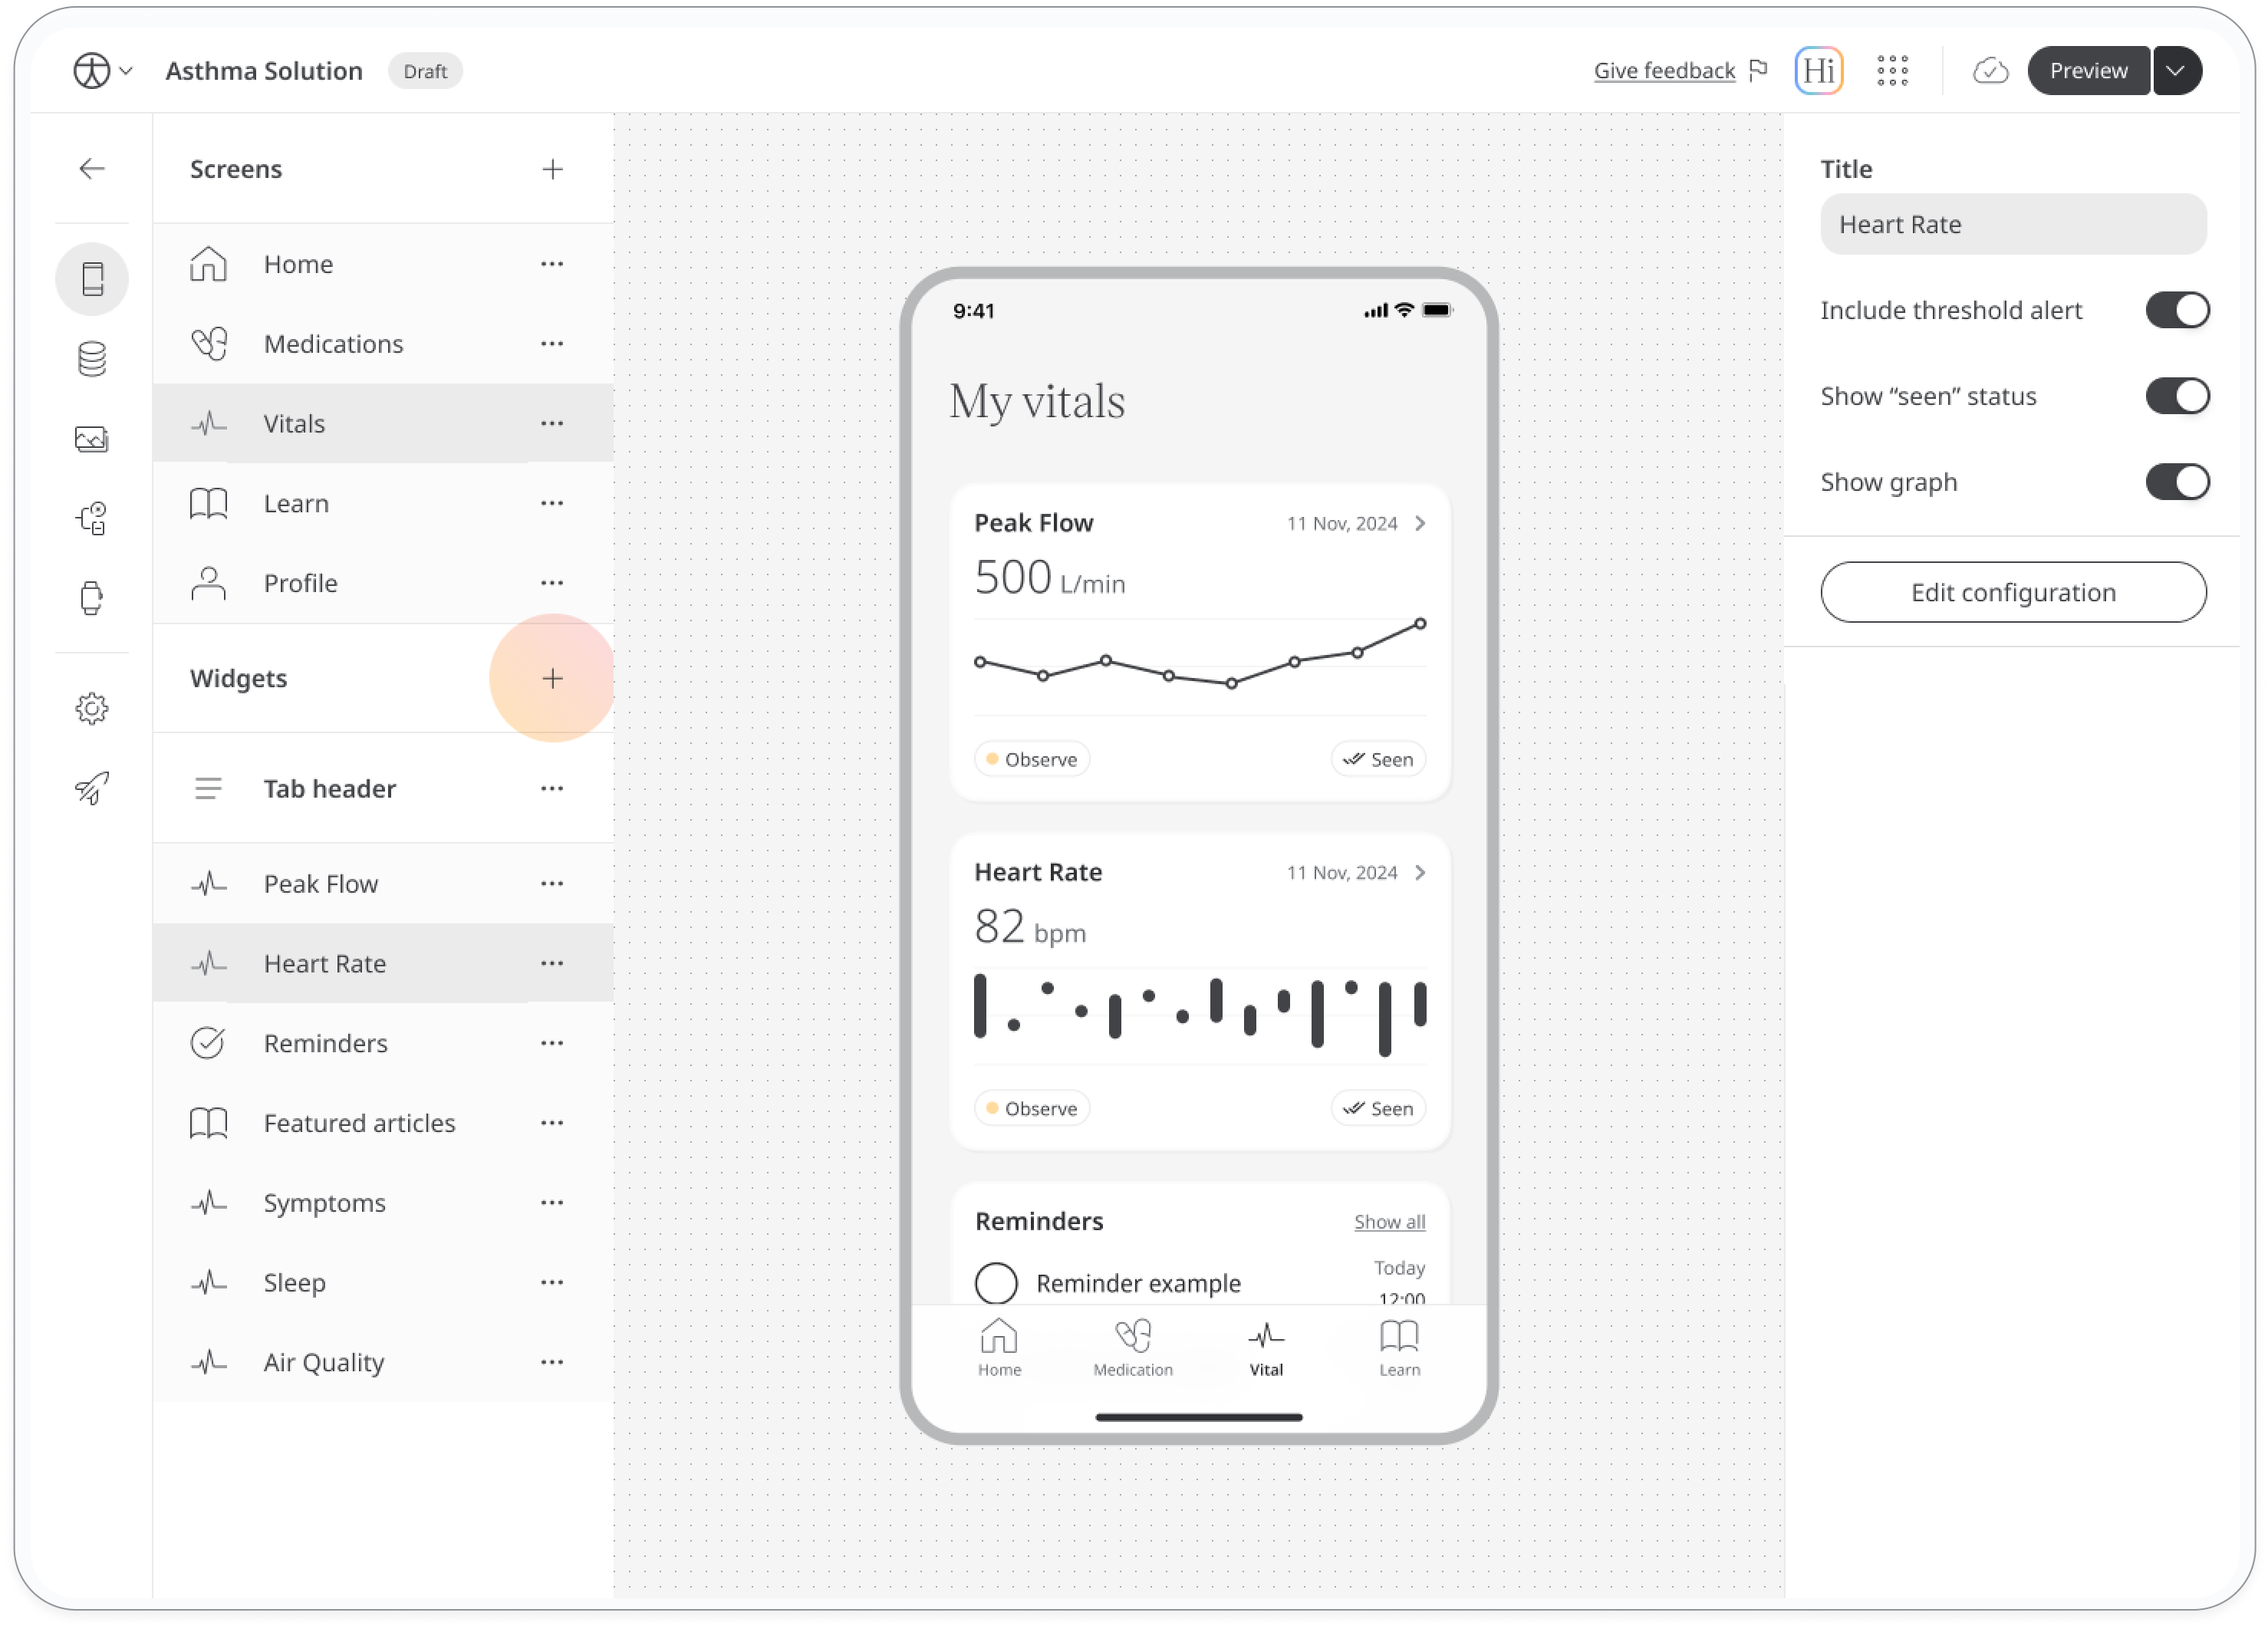 Asthma Solution
Draft
Give feedback
Hi
Preview
Screens
Home
Medications
Vitals
Learn
Profile
Widgets
Tab header
Peak Flow
Heart Rate
Reminders
Featured articles
Symptoms
Sleep
Air Quality
9:41
My vitals
Peak Flow
11 Nov, 2024
500 L/min
Observe
Seen
Heart Rate
11 Nov, 2024
82 bpm
Observe
Seen
Reminders
Show all
Reminder example
Today
12:00
Home
Medication
Vital
Learn
Title
Heart Rate
Include threshold alert
Show “seen” status
Show graph
Edit configuration